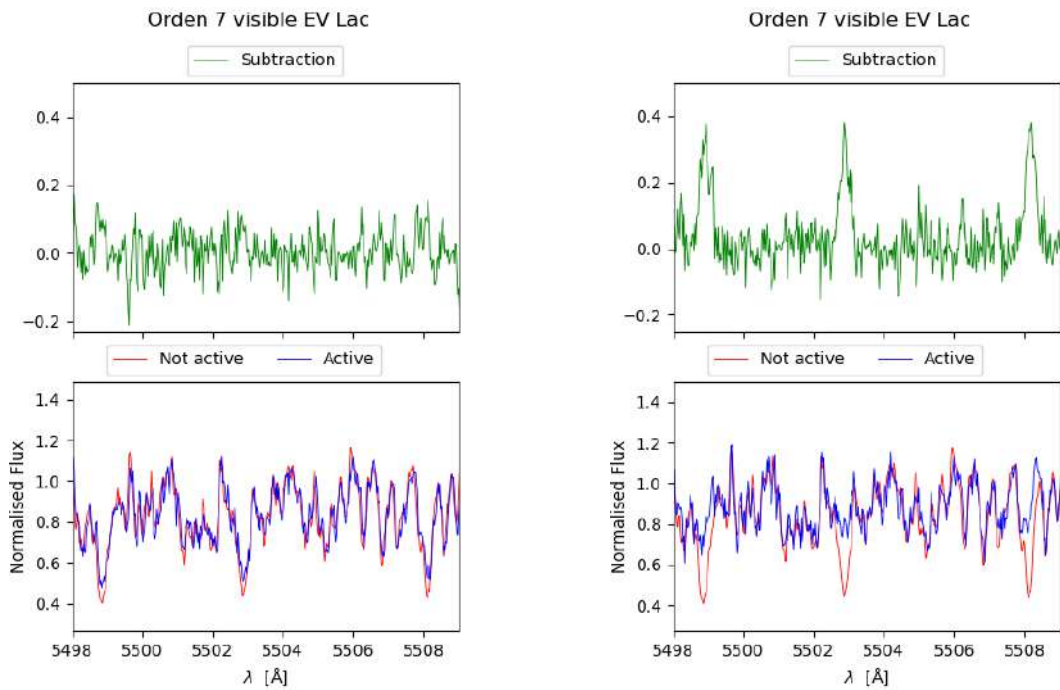 Orden 7 visible EV Lac
Subtraction
0.4
0.2
0.0
−0.2
Not active
Active
Normalised Flux
1.4
1.2
1.0
0.8
0.6
0.4
5498 5500 5502 5504 5506 5508
λ [Å]
Orden 7 visible EV Lac
Subtraction
0.4
0.2
0.0
−0.2
Not active
Active
Normalised Flux
1.4
1.2
1.0
0.8
0.6
0.4
5498 5500 5502 5504 5506 5508
λ [Å]